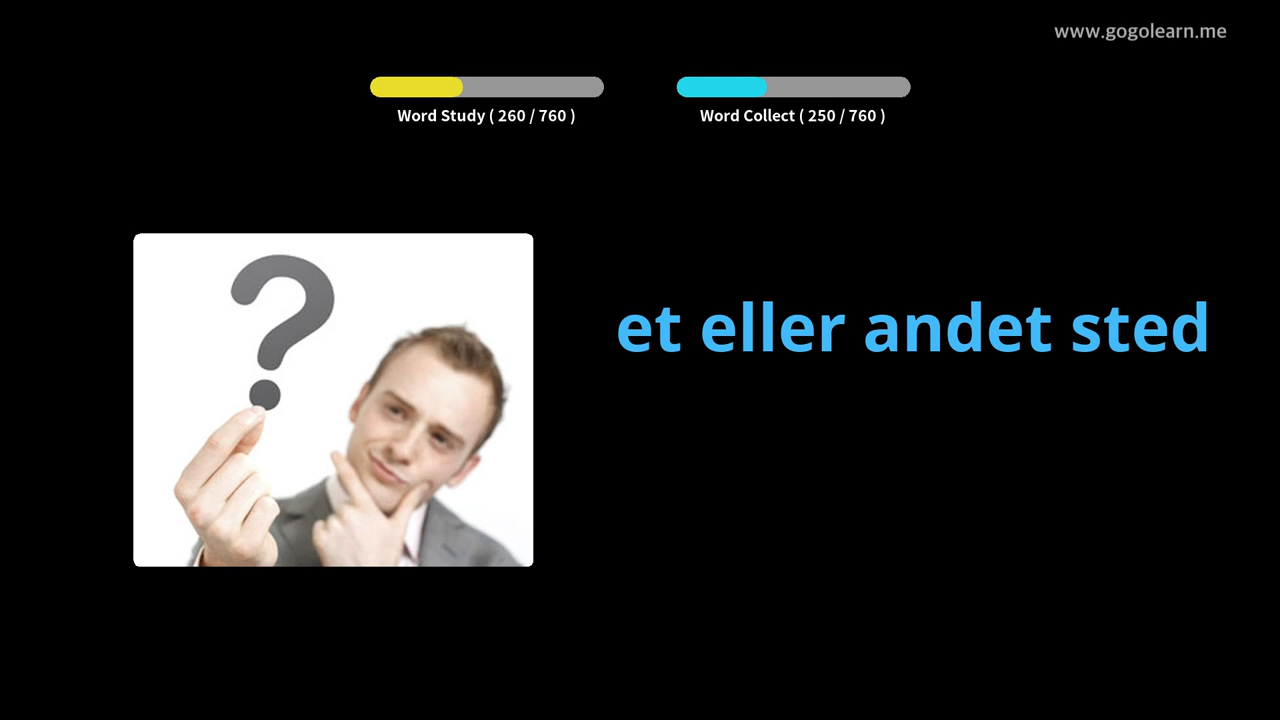 www.gogolearn.me
Word Study ( 260 / 760 )
Word Collect ( 250 / 760 )
?
et eller andet sted